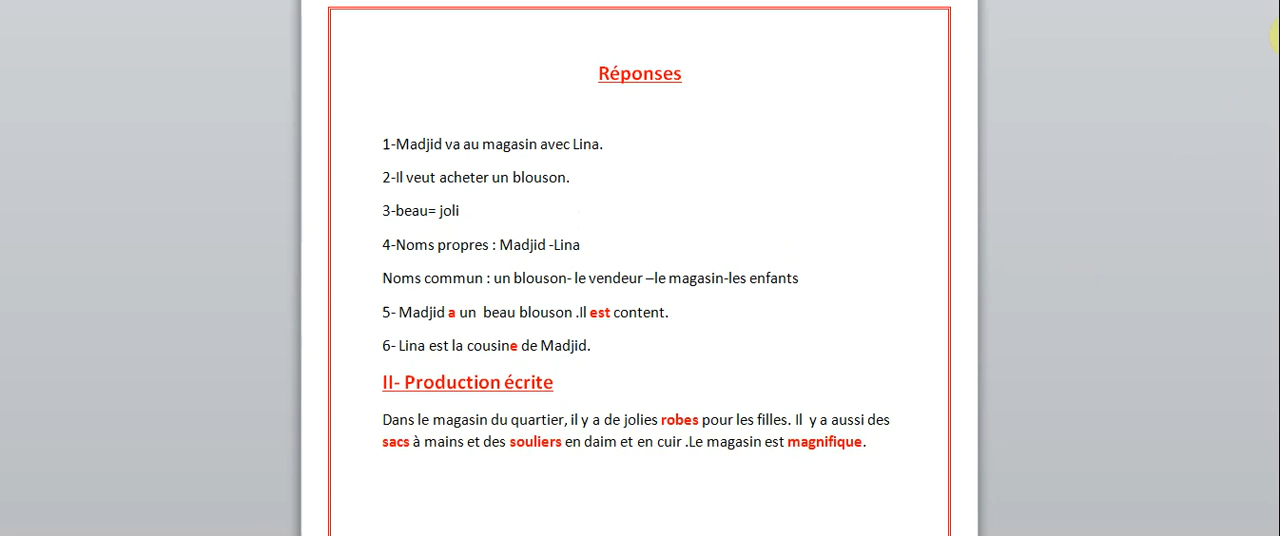 Réponses
1-Madjid va au magasin avec Lina.
2-Il veut acheter un blouson.
3-beau= joli
4-Noms propres : Madjid -Lina
Noms commun : un blouson- le vendeur –le magasin-les enfants
5- Madjid a un  beau blouson .Il est content.
6- Lina est la cousine de Madjid.
II- Production écrite
Dans le magasin du quartier, il y a de jolies robes pour les filles. Il  y a aussi des
sacs à mains et des souliers en daim et en cuir .Le magasin est magnifique.